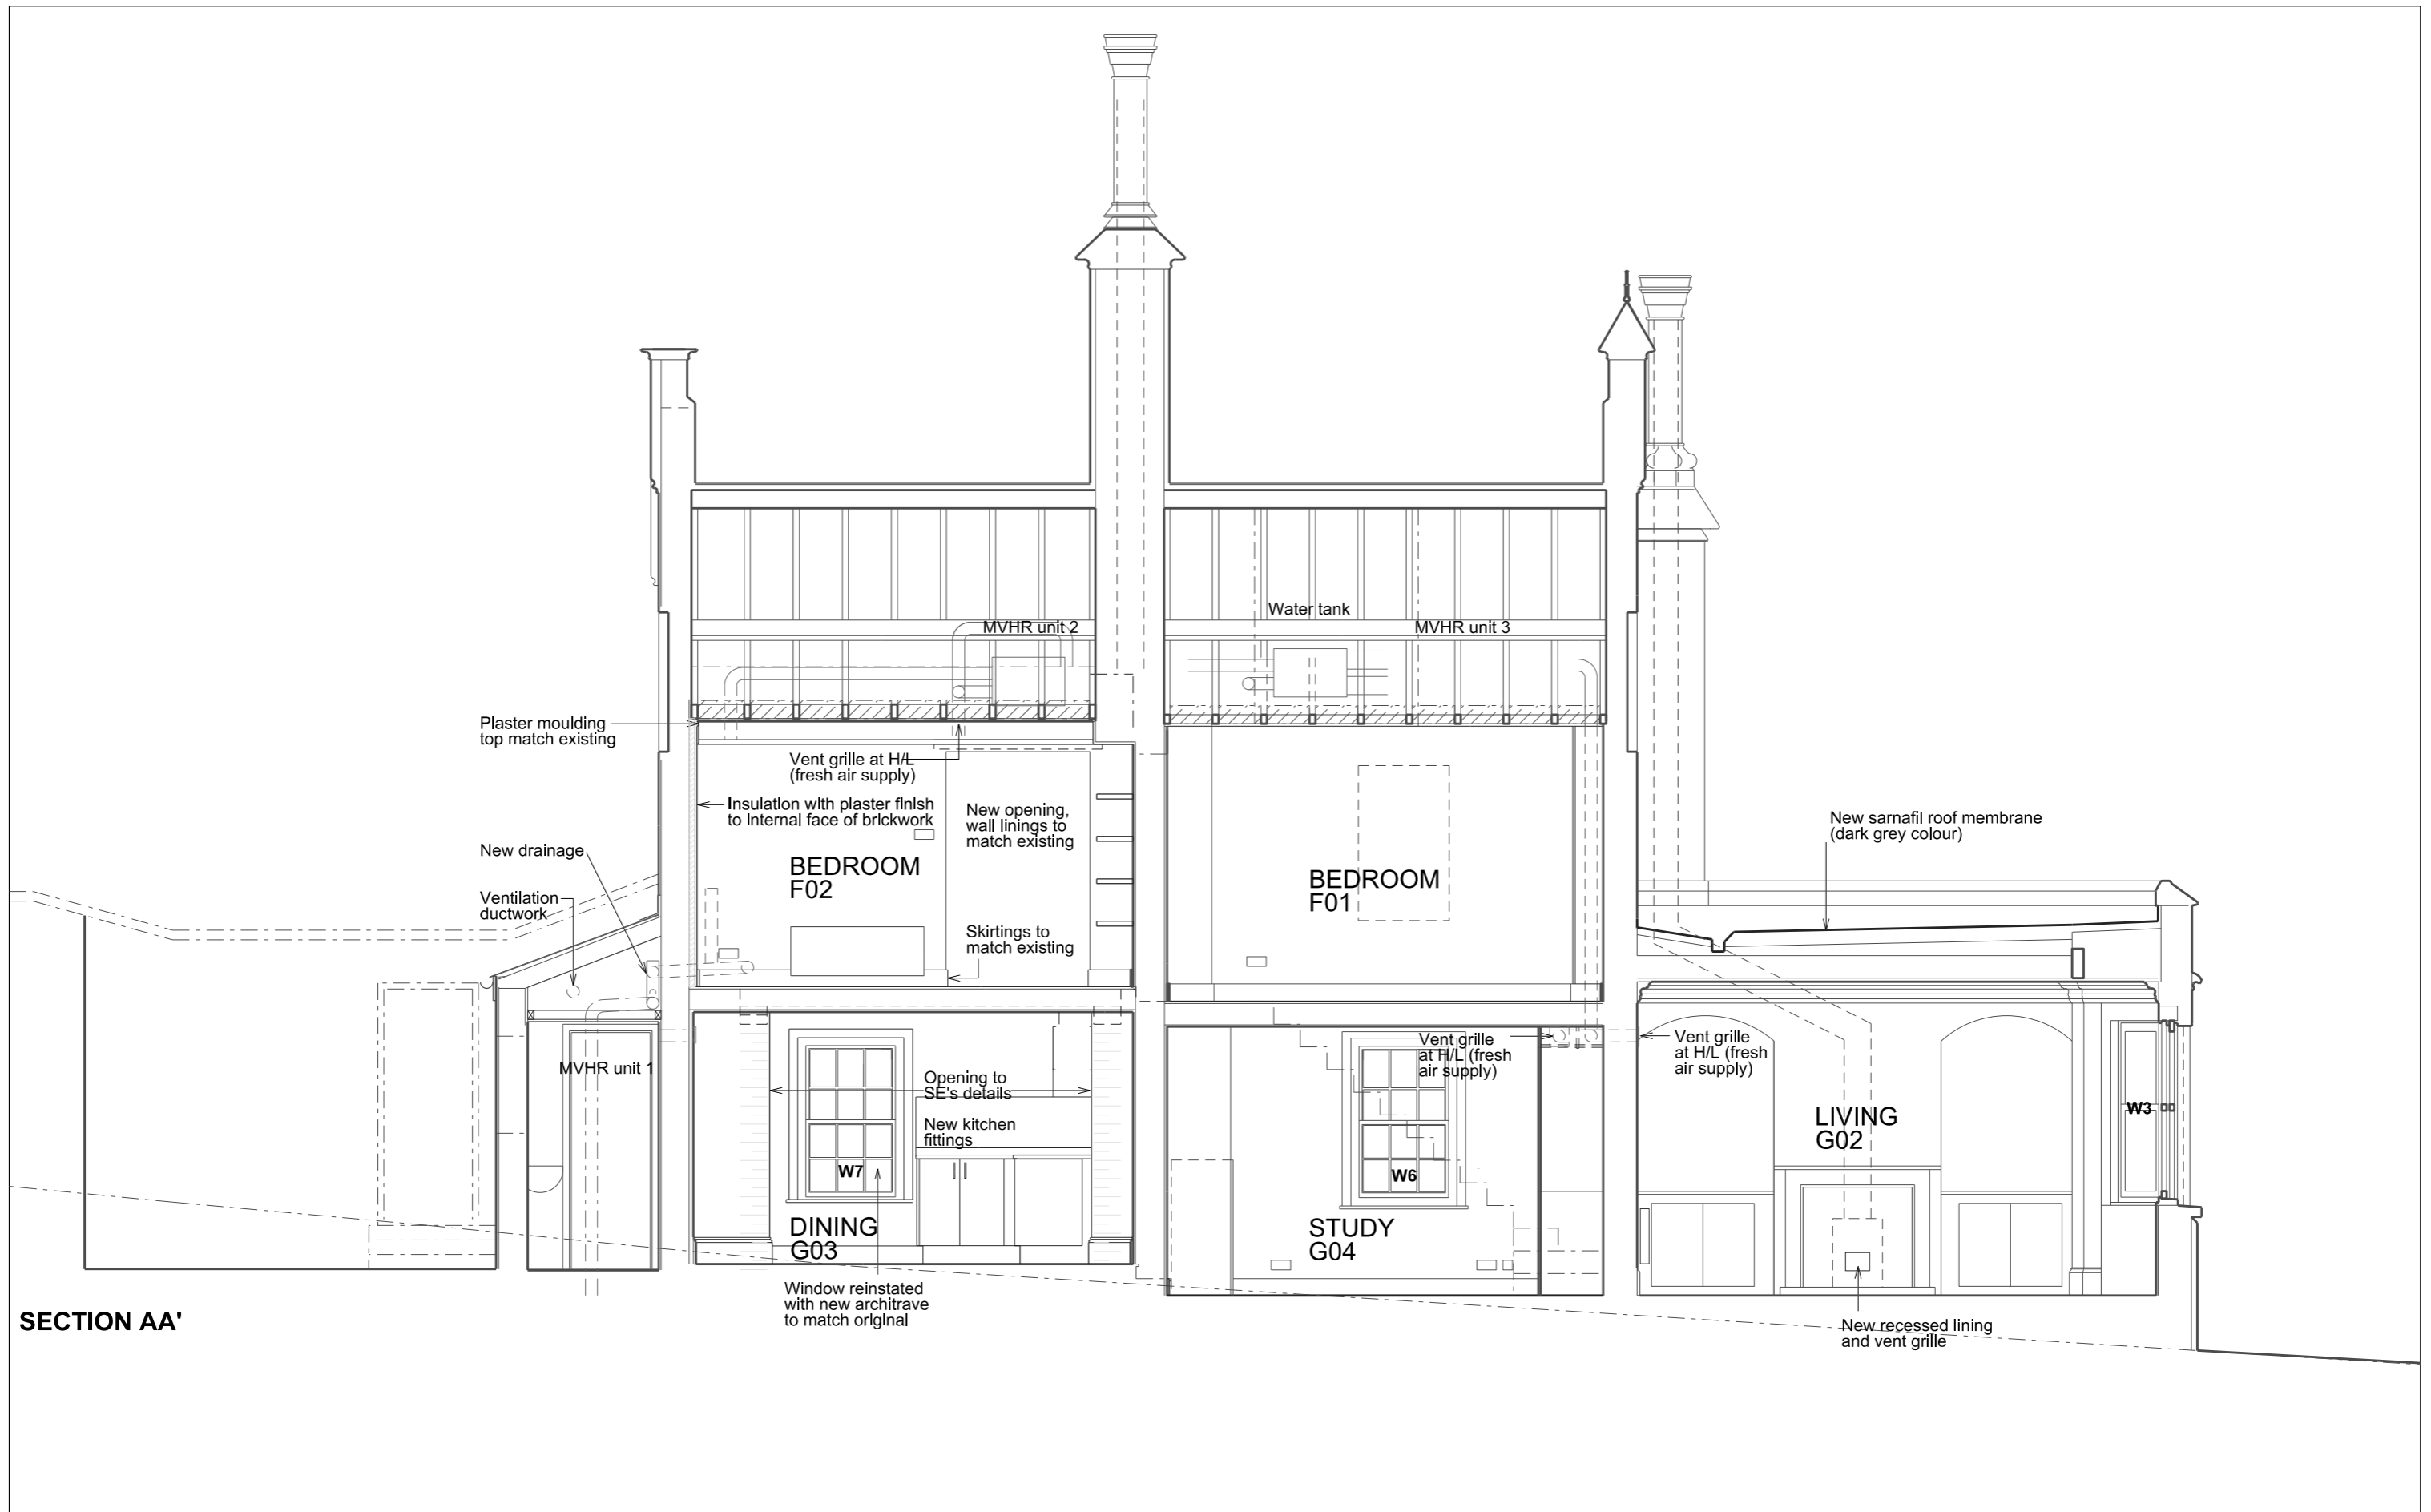 Water tank
MVHR unit 2
MVHR unit 3
Plaster moulding
top match existing
Vent grille at H/L
(fresh air supply)
Insulation with plaster finish
to internal face of brickwork
New opening,
wall linings to
match existing
New sarnafil roof membrane
(dark grey colour)
New drainage
BEDROOM
F02
BEDROOM
F01
Ventilation
ductwork
Skirtings to
match existing
MVHR unit 1
Opening to
SE's details
New kitchen
fittings
Vent grille
at H/L (fresh
air supply)
Vent grille
at H/L (fresh
air supply)
W7
W6
W3
LIVING
G02
DINING
G03
STUDY
G04
Window reinstated
with new architrave
to match original
New recessed lining
and vent grille
SECTION AA'